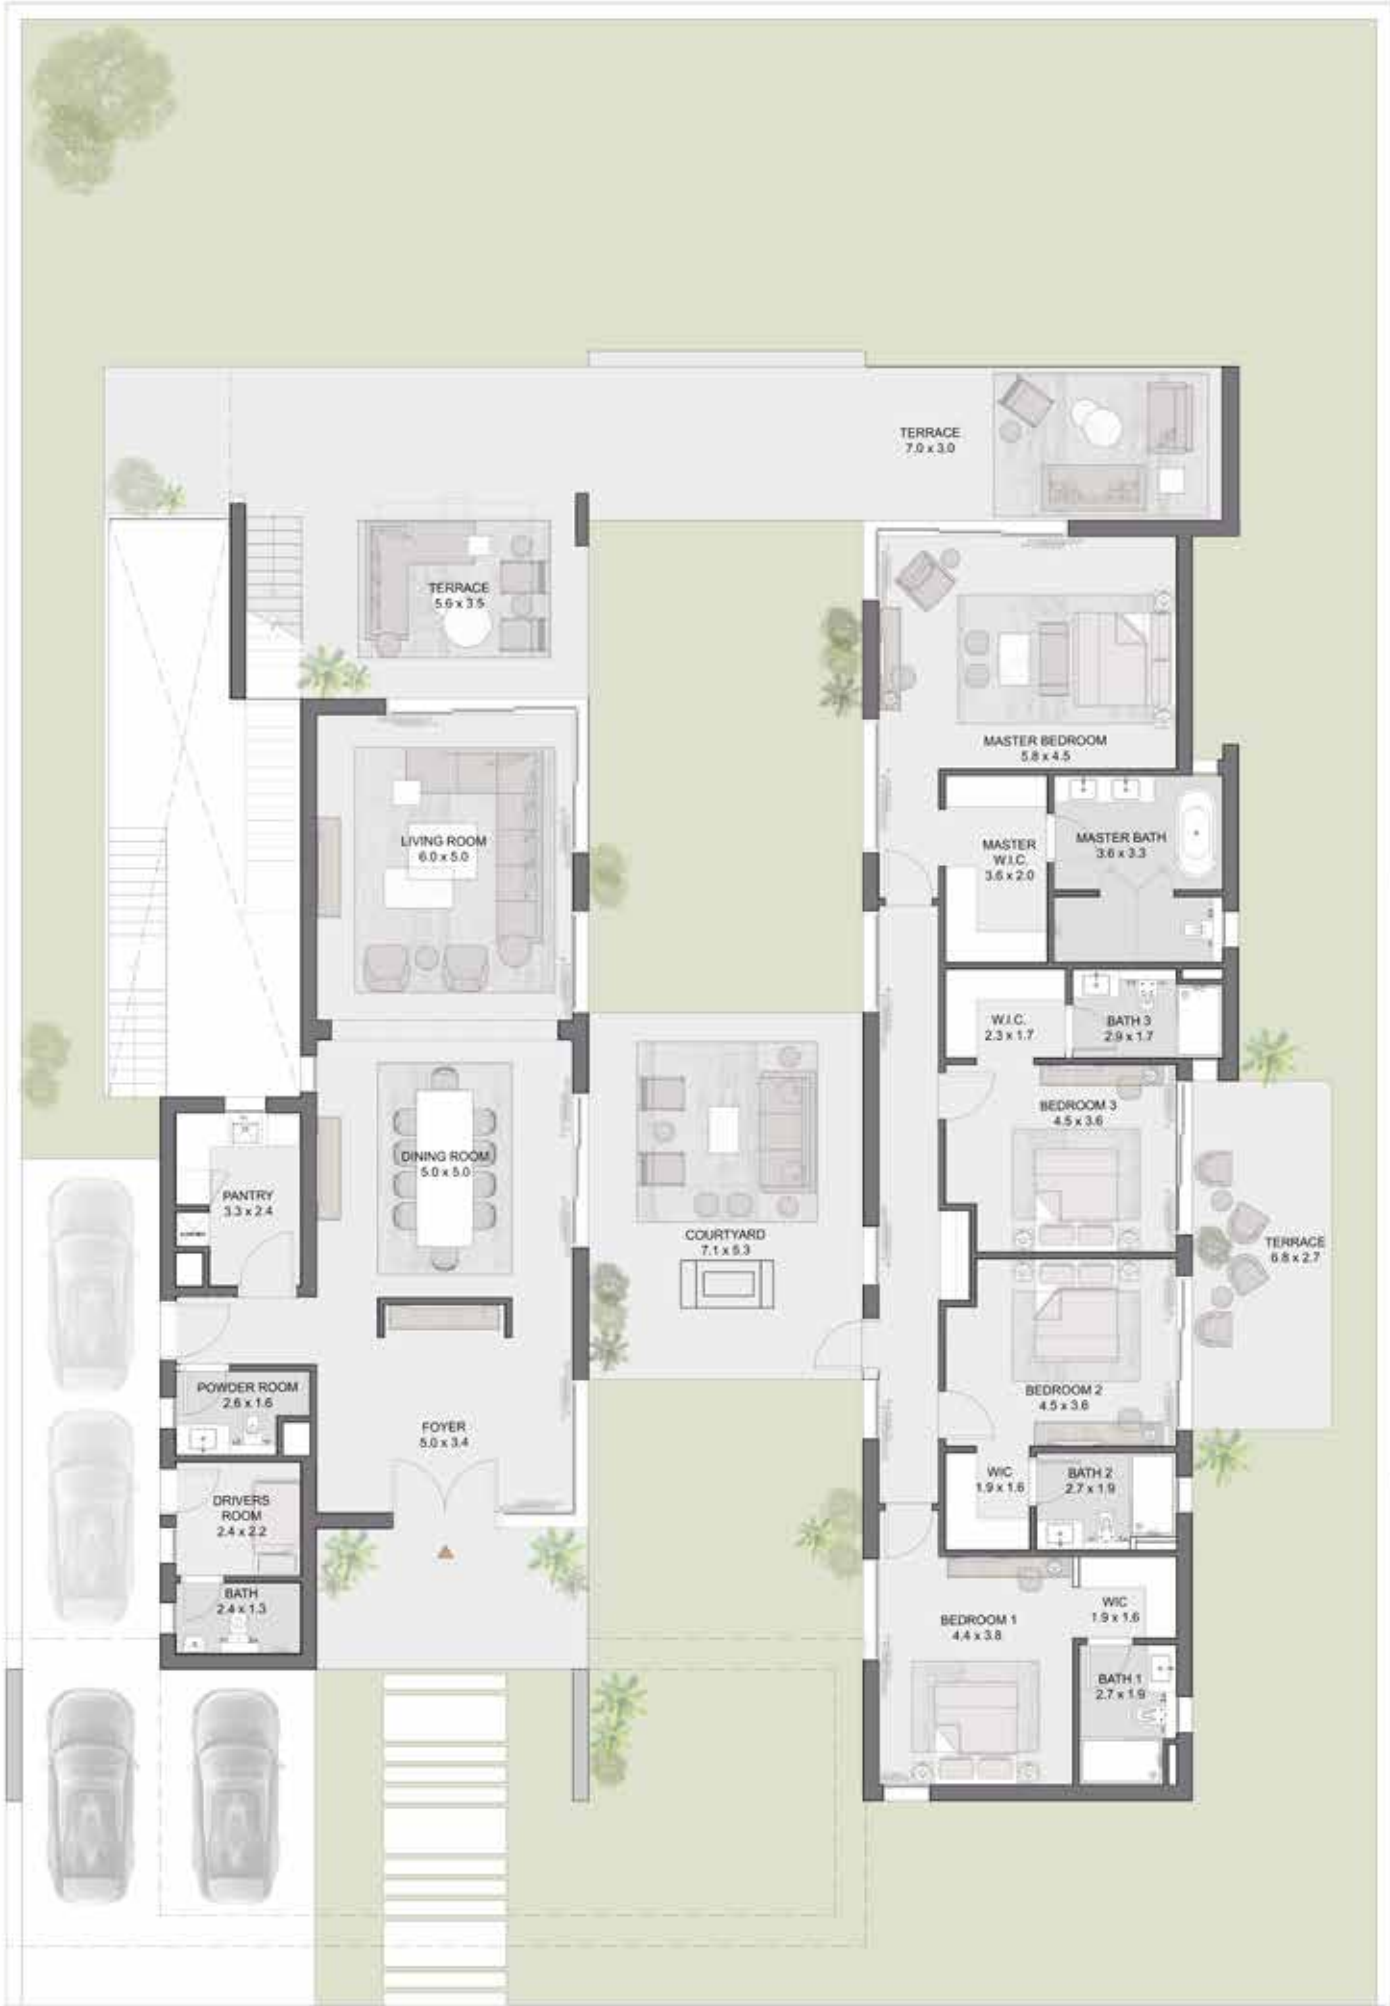 TERRACE
7.0 x 3.0
TERRACE
5.6 x 3.5
MASTER BEDROOM
5.8 x 4.5
LIVING ROOM
6.0 x 5.0
MASTER
W.I.C.
3.6 x 2.0
MASTER BATH
3.6 x 3.3
W.I.C.
2.3 x 1.7
BATH 3
2.9 x 1.7
BEDROOM 3
4.5 x 3.6
DINING ROOM
5.0 x 5.0
PANTRY
3.3 x 2.4
COURTYARD
7.1 x 5.3
TERRACE
6.8 x 2.7
POWDER ROOM
2.6 x 1.6
BEDROOM 2
4.5 x 3.6
FOYER
5.0 x 3.4
WIC
1.9 x 1.6
BATH 2
2.7 x 1.9
DRIVERS
ROOM
2.4 x 2.2
BATH
2.4 x 1.3
BEDROOM 1
4.4 x 3.8
WIC
1.9 x 1.6
BATH 1
2.7 x 1.9